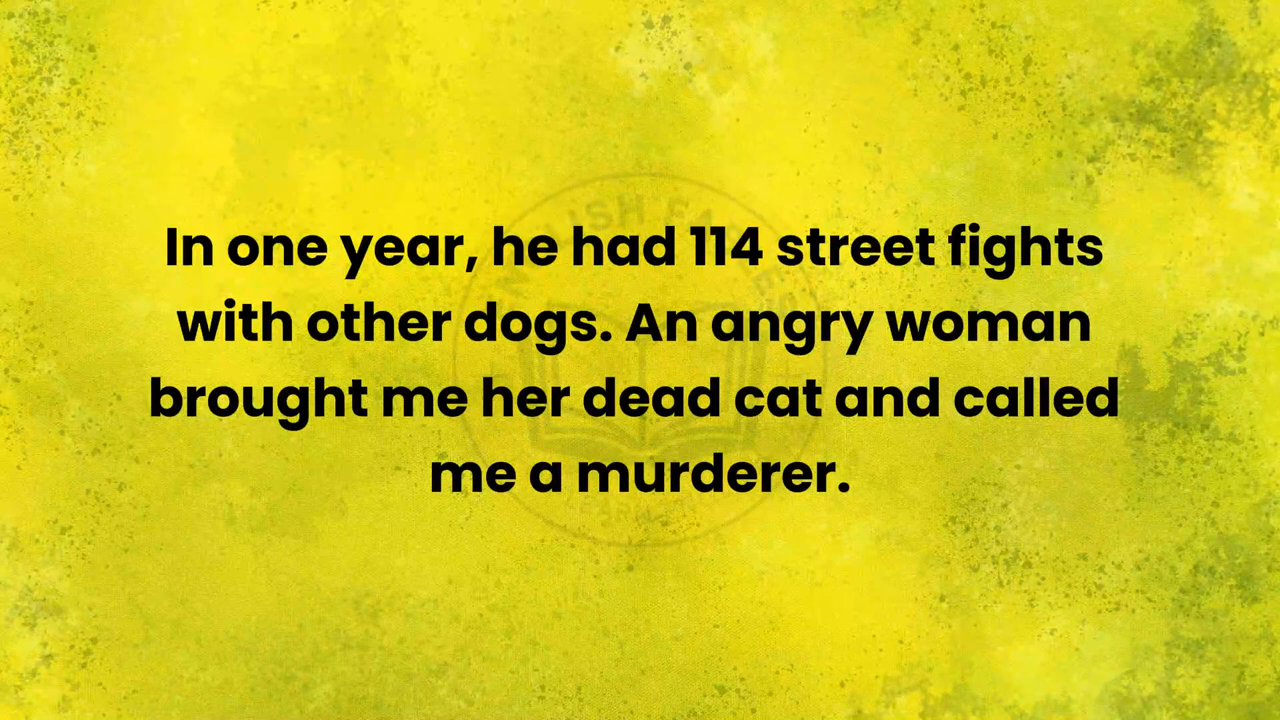 In one year, he had 114 street fights
with other dogs. An angry woman
brought me her dead cat and called
me a murderer.